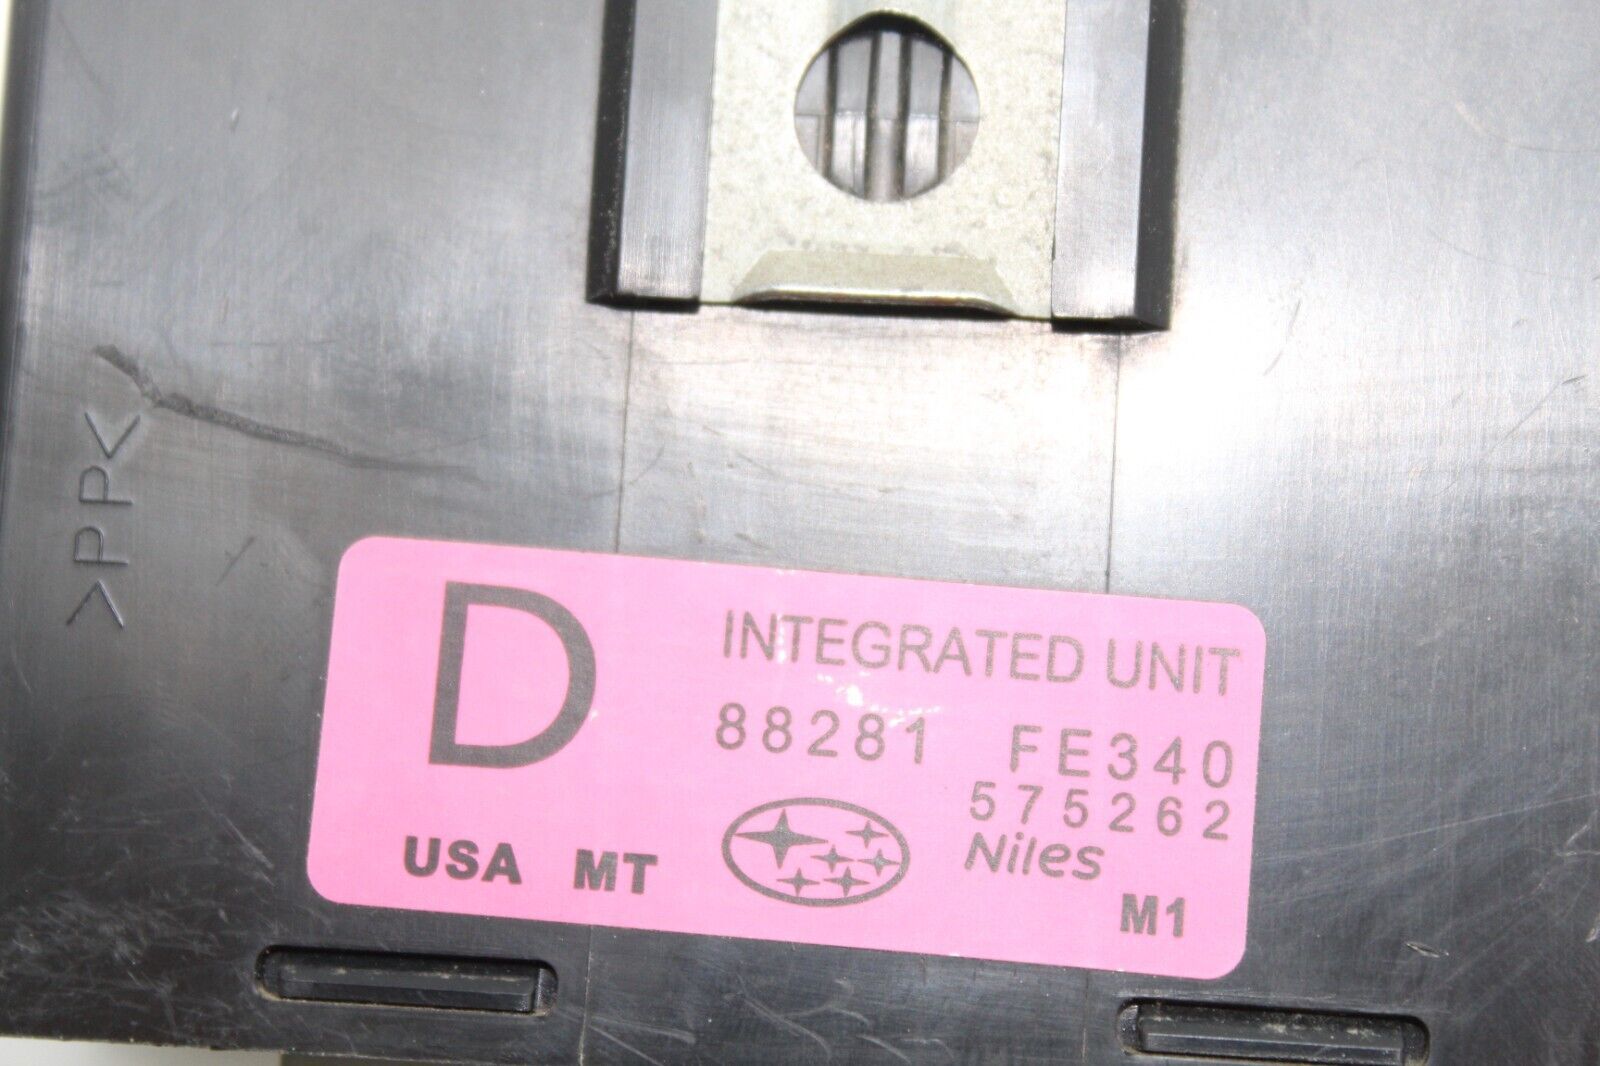 >PP<
D
INTEGRATED UNIT
88281 FE340
575262
Niles
USA MT
M1